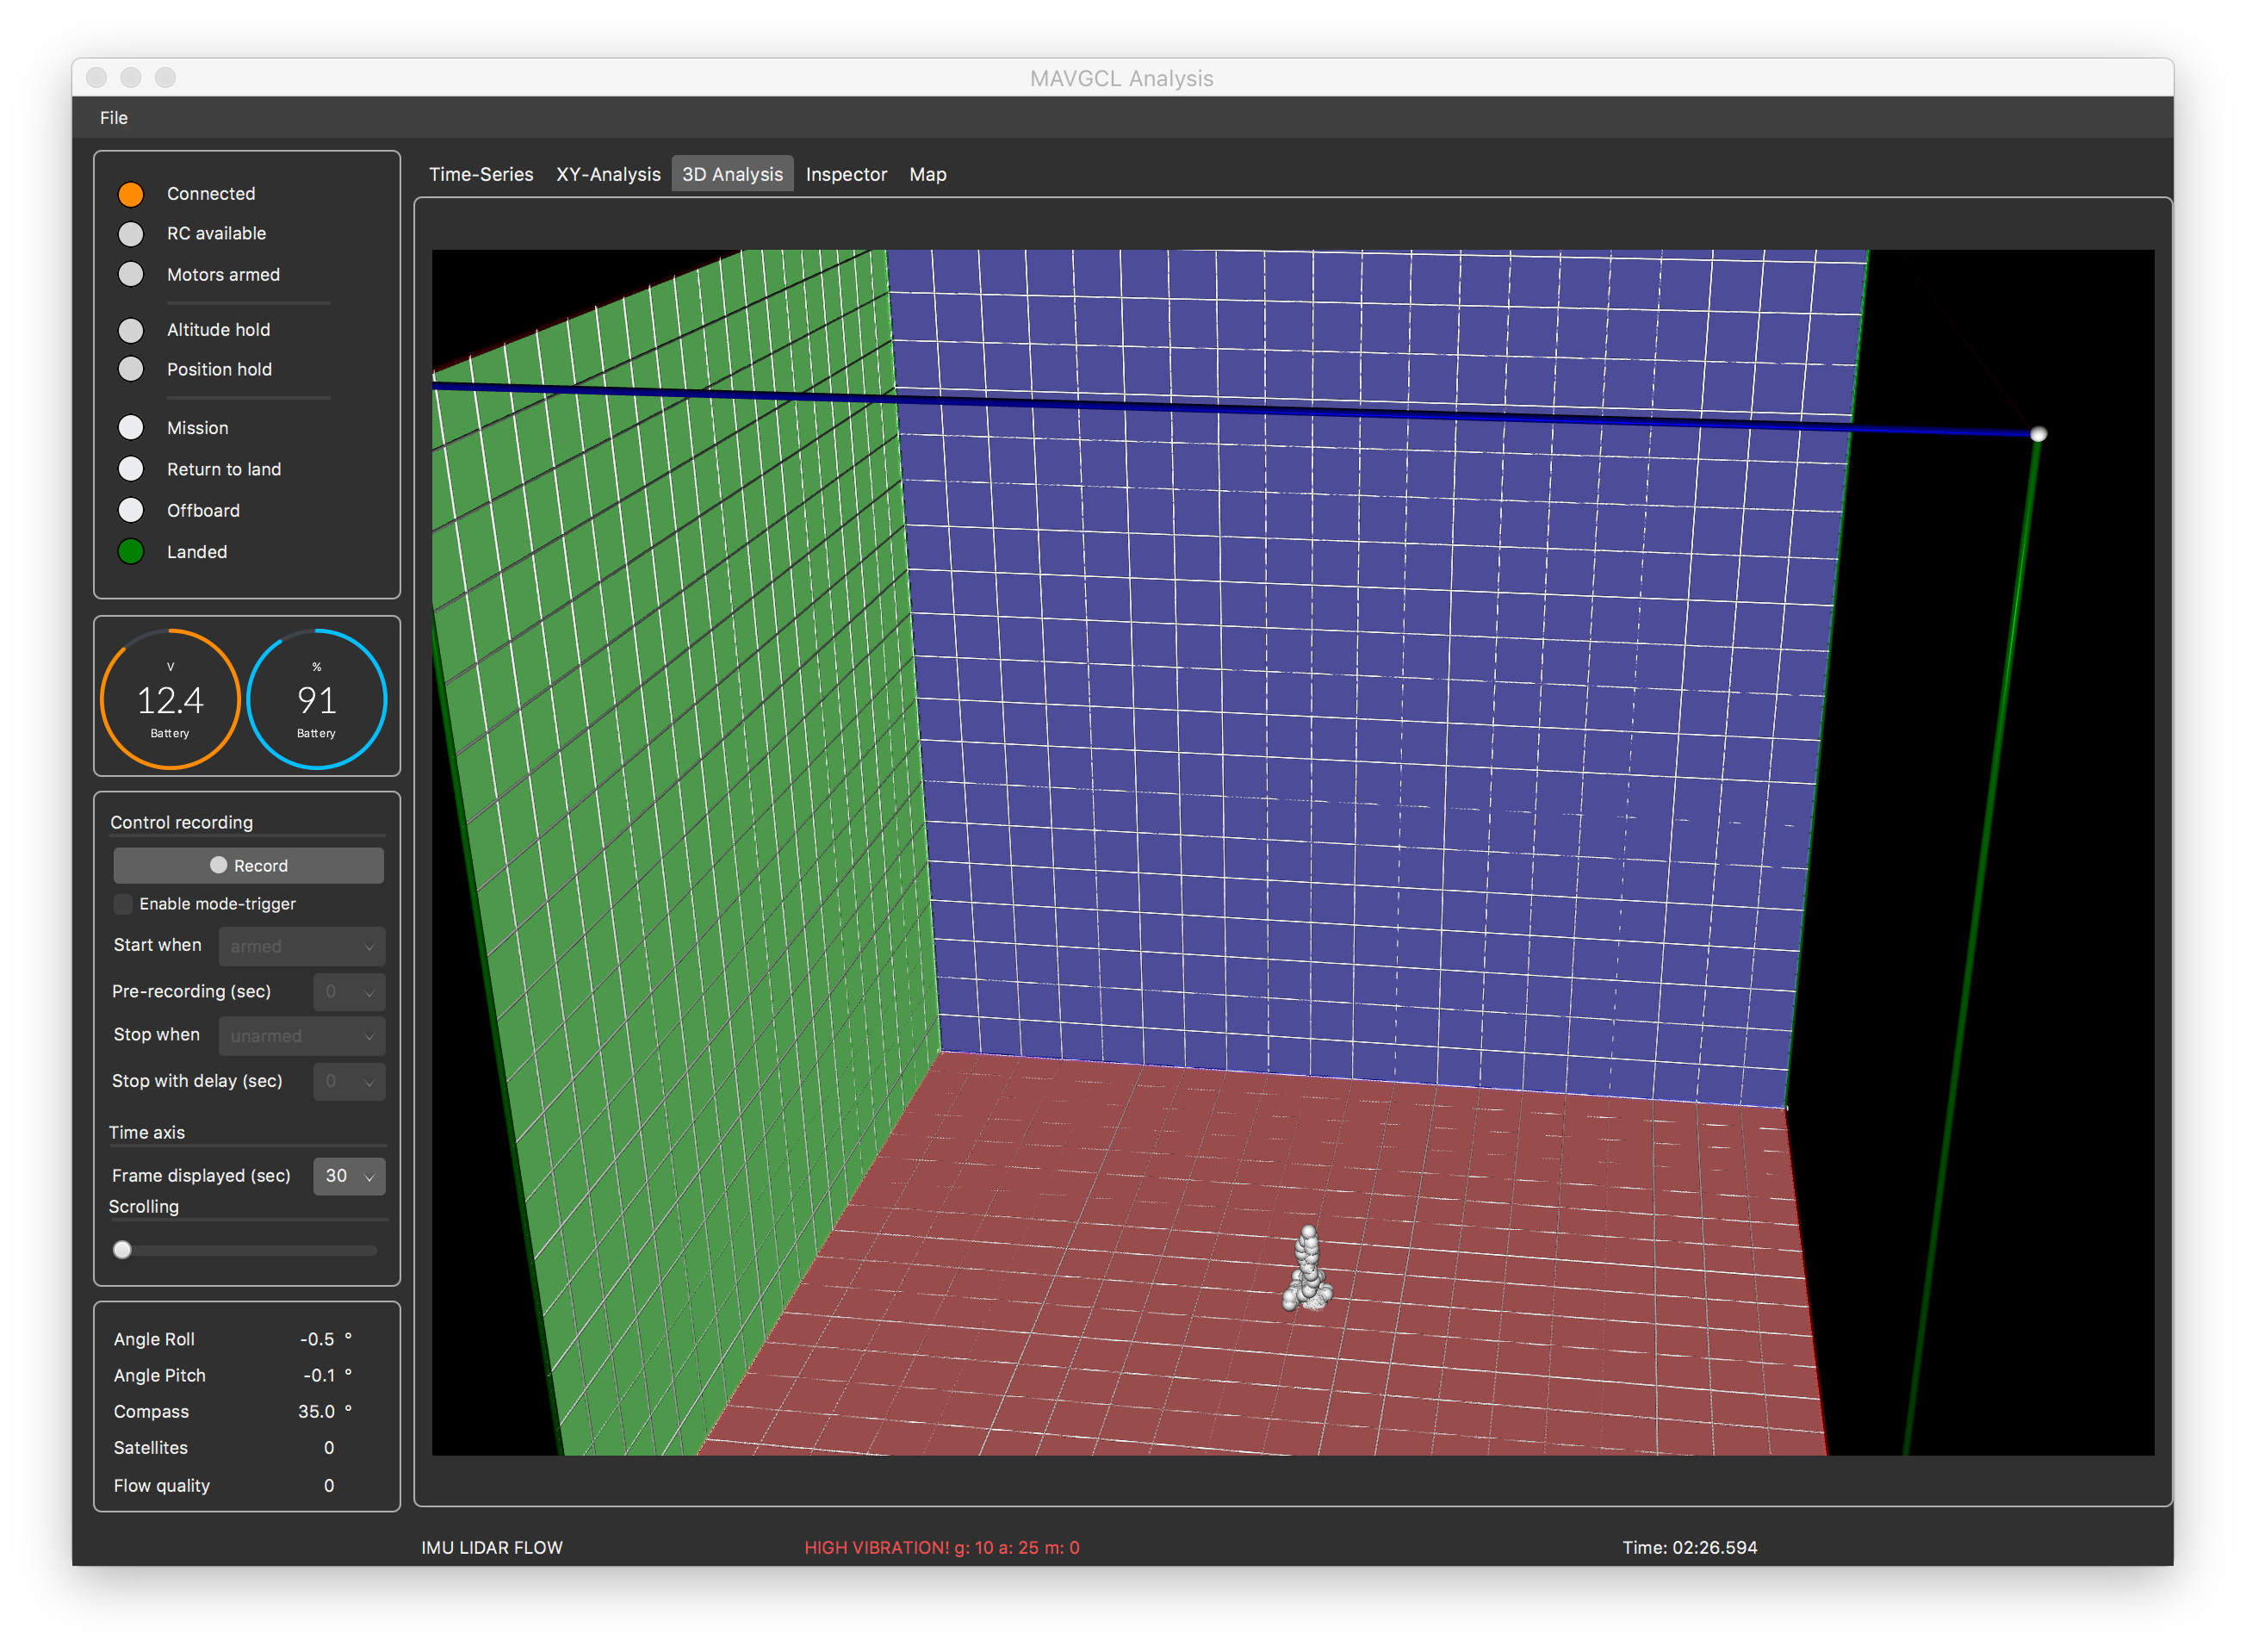 MAVGCL Analysis
File
Connected
RC available
Motors armed
Altitude hold
Position hold
Mission
Return to land
Offboard
Landed
V
12.4
Battery
%
91
Battery
Control recording
Record
Enable mode-trigger
Start when armed
Pre-recording (sec) 0
Stop when unarmed
Stop with delay (sec) 0
Time axis
Frame displayed (sec) 30
Scrolling
Angle Roll -0.5 °
Angle Pitch -0.1 °
Compass 35.0 °
Satellites 0
Flow quality 0
Time-Series XY-Analysis 3D Analysis Inspector Map
IMU LIDAR FLOW HIGH VIBRATION! g: 10 a: 25 m: 0 Time: 02:26.594